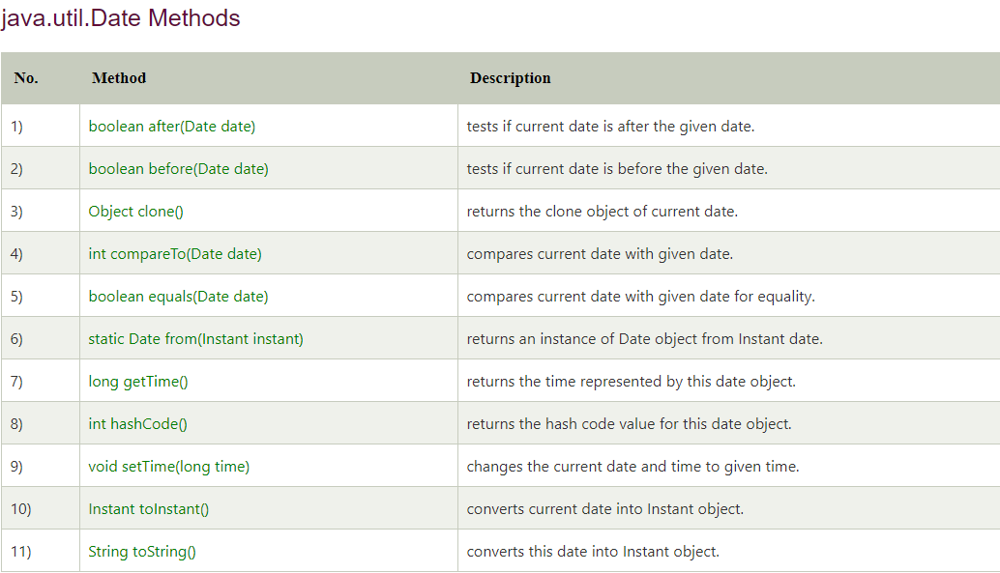 java.util.Date Methods
No. Method Description
1) boolean after(Date date) tests if current date is after the given date.
2) boolean before(Date date) tests if current date is before the given date.
3) Object clone() returns the clone object of current date.
4) int compareTo(Date date) compares current date with given date.
5) boolean equals(Date date) compares current date with given date for equality.
6) static Date from(Instant instant) returns an instance of Date object from Instant date.
7) long getTime() returns the time represented by this date object.
8) int hashCode() returns the hash code value for this date object.
9) void setTime(long time) changes the current date and time to given time.
10) Instant toInstant() converts current date into Instant object.
11) String toString() converts this date into Instant object.